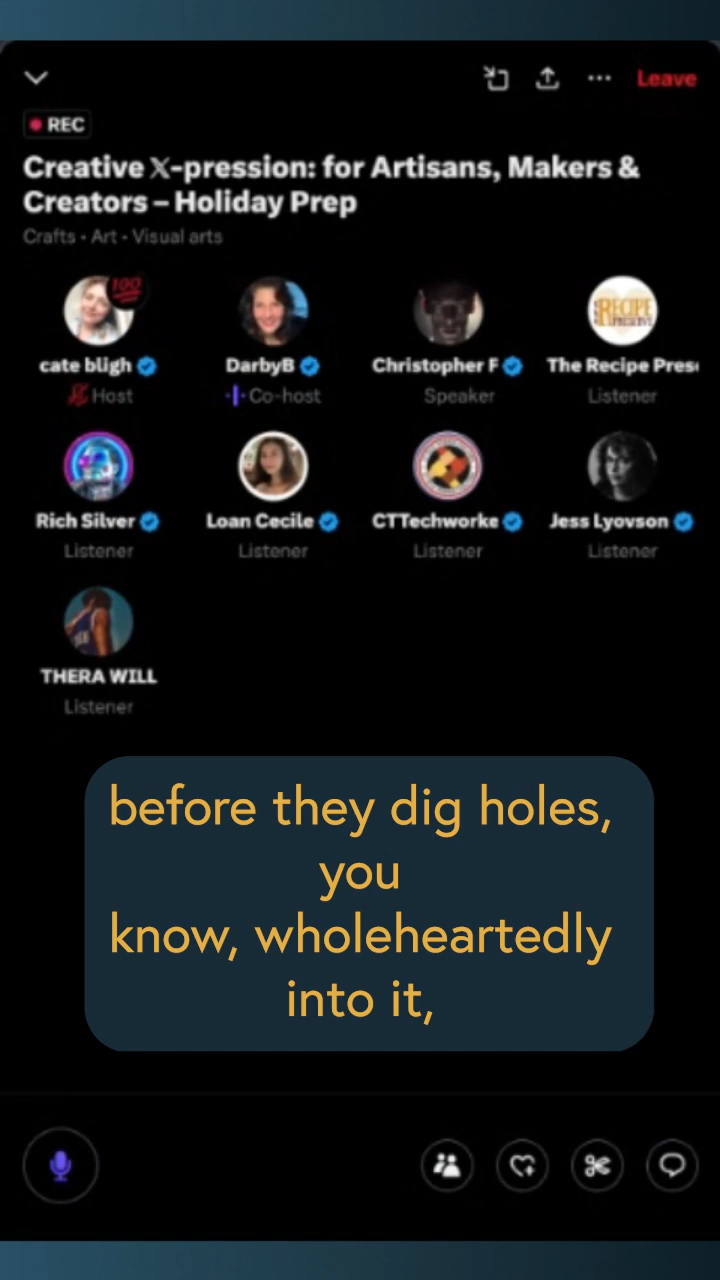 Leave
REC
Creative 𝕏-pression: for Artisans, Makers &
Creators – Holiday Prep
Crafts • Art • Visual arts
100
RECIPE
cate bligh
DarbyB
Christopher F
The Recipe Pres
Host
Co-host
Speaker
Listener
Rich Silver
Loan Cecile
CTTechworke
Jess Lyovson
Listener
Listener
Listener
Listener
THERA WILL
Listener
before they dig holes,
you
know, wholeheartedly
into it,